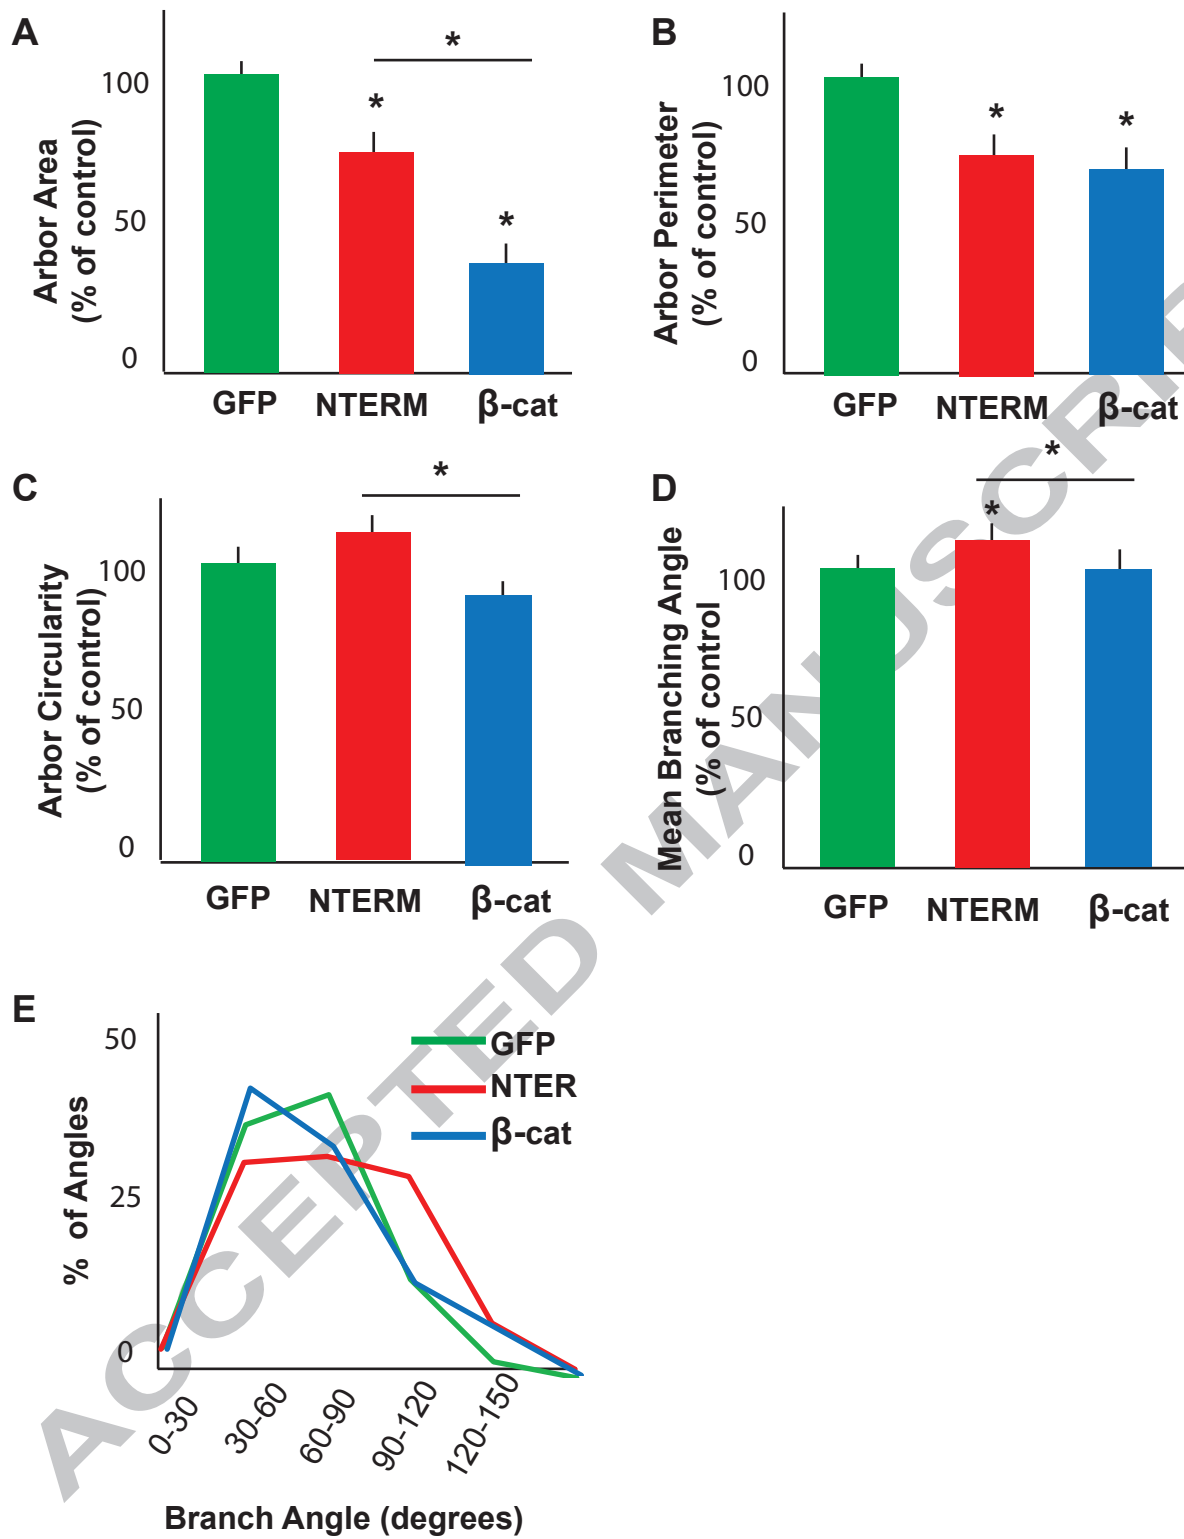 A
*
100
*
50
*
0
Arbor Area
(% of control)
GFP NTERM β-cat
B
100
*
*
50
0
Arbor Perimeter
(% of control)
GFP NTERM β-cat
C
*
100
50
0
Arbor Circularity
(% of control)
GFP NTERM β-cat
D
*
*
100
50
0
Mean Branching Angle
(% of control
GFP NTERM β-cat
E
50
25
0
% of Angles
GFP
NTER
β-cat
0-30
30-60
60-90
90-120
120-150
Branch Angle (degrees)
ACCEPTED MANUSCRIP